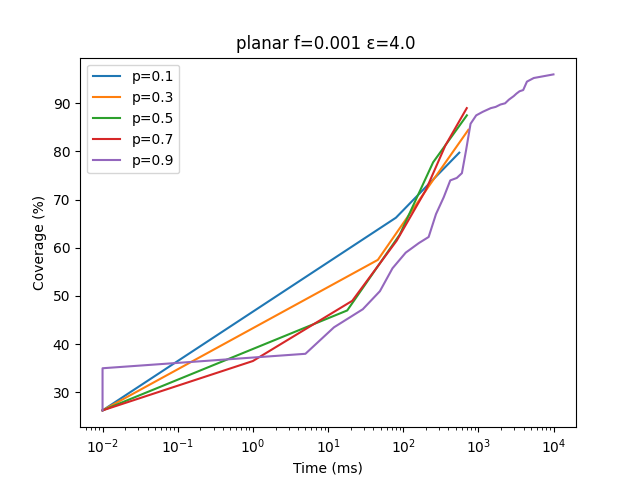 planar f=0.001 ε=4.0
p=0.1
p=0.3
p=0.5
p=0.7
p=0.9
Coverage (%)
90
80
70
60
50
40
30
10⁻² 10⁻¹ 10⁰ 10¹ 10² 10³ 10⁴
Time (ms)